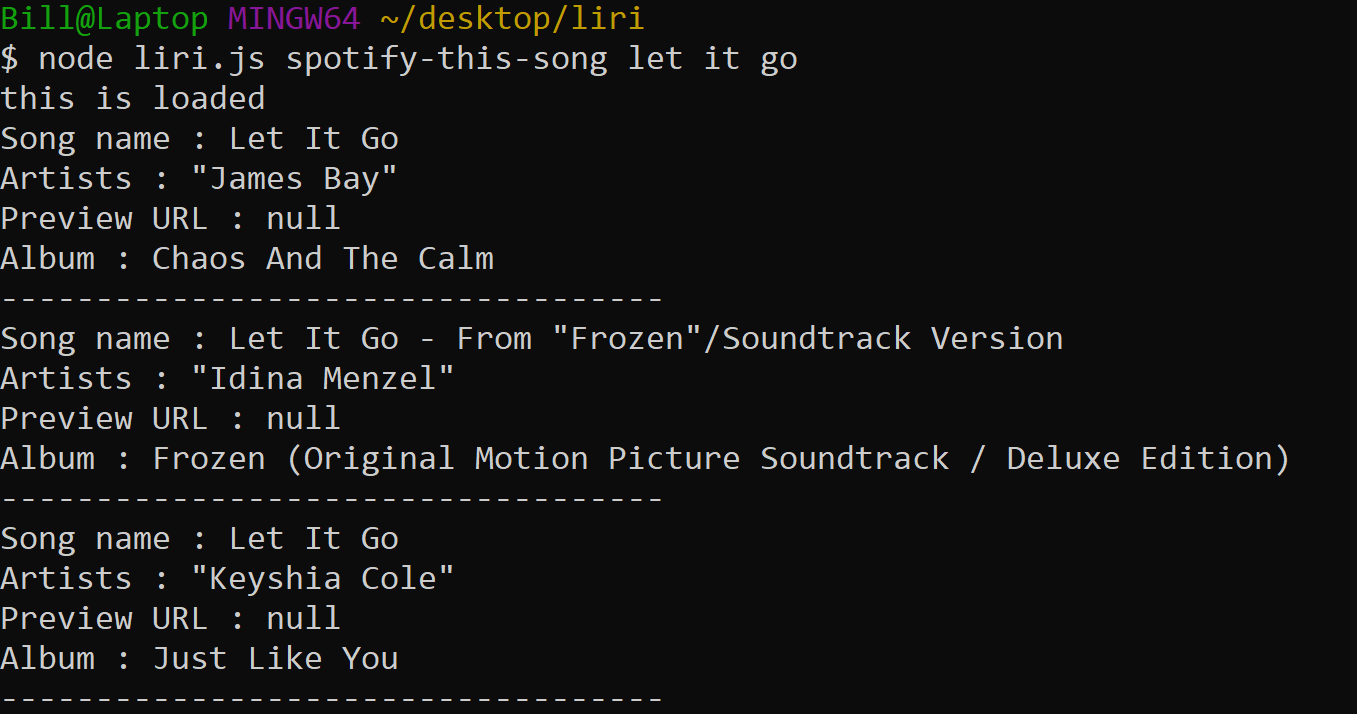 Bill@Laptop MINGW64 ~/desktop/liri
$ node liri.js spotify-this-song let it go
this is loaded
Song name : Let It Go
Artists : "James Bay"
Preview URL : null
Album : Chaos And The Calm
-----------------------------------
Song name : Let It Go - From "Frozen"/Soundtrack Version
Artists : "Idina Menzel"
Preview URL : null
Album : Frozen (Original Motion Picture Soundtrack / Deluxe Edition)
-----------------------------------
Song name : Let It Go
Artists : "Keyshia Cole"
Preview URL : null
Album : Just Like You
-----------------------------------